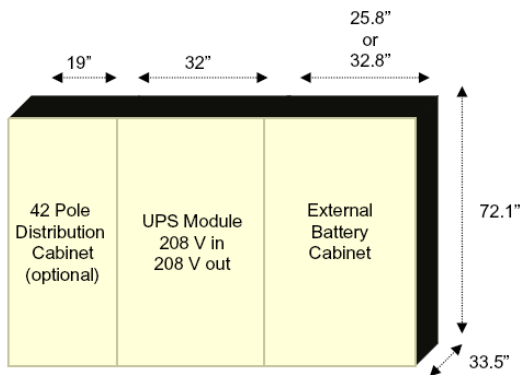 25.8”
or
32.8”
19”
32”
42 Pole
Distribution
Cabinet
(optional)
UPS Module
208 V in
208 V out
External
Battery
Cabinet
72.1”
33.5”